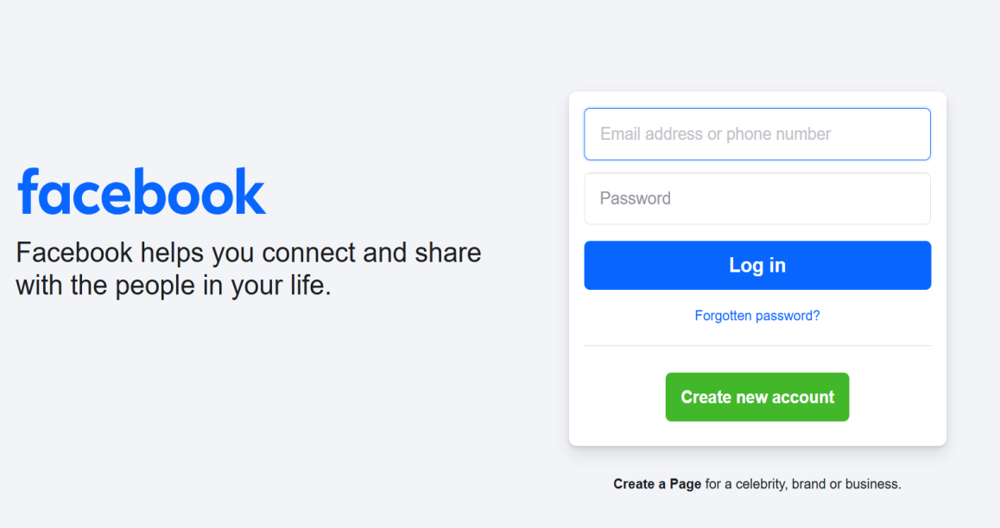 facebook
Facebook helps you connect and share
with the people in your life.
Email address or phone number
Password
Log in
Forgotten password?
Create new account
Create a Page for a celebrity, brand or business.